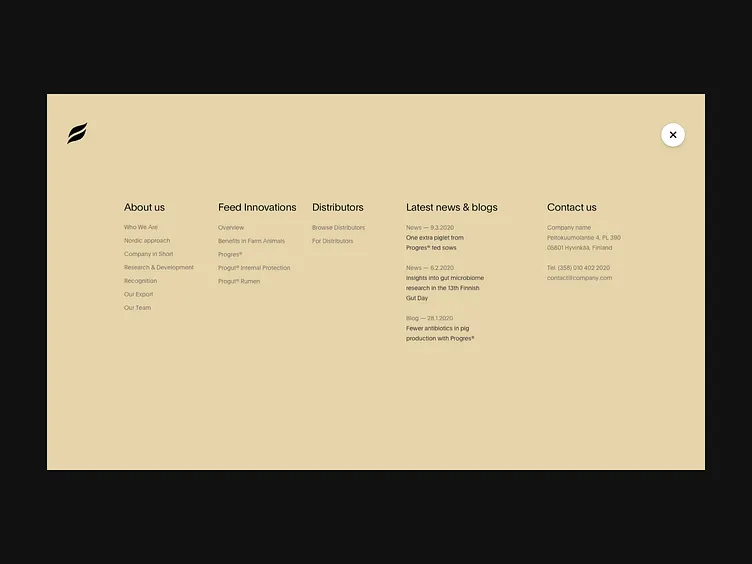 About us
Who We Are
Nordic approach
Company in Short
Research & Development
Recognition
Our Export
Our Team
Feed Innovations
Overview
Benefits in Farm Animals
Progres®
Progut® Internal Protection
Progut® Rumen
Distributors
Browse Distributors
For Distributors
Latest news & blogs
News — 9.3.2020
One extra piglet from
Progres® fed sows
News — 6.2.2020
Insights into gut microbiome
research in the 13th Finnish
Gut Day
Blog — 28.1.2020
Fewer antibiotics in pig
production with Progres®
Contact us
Company name
05801 Hyvinkää, Finland
Tel. (358) 010 402 2020
contact@company.com